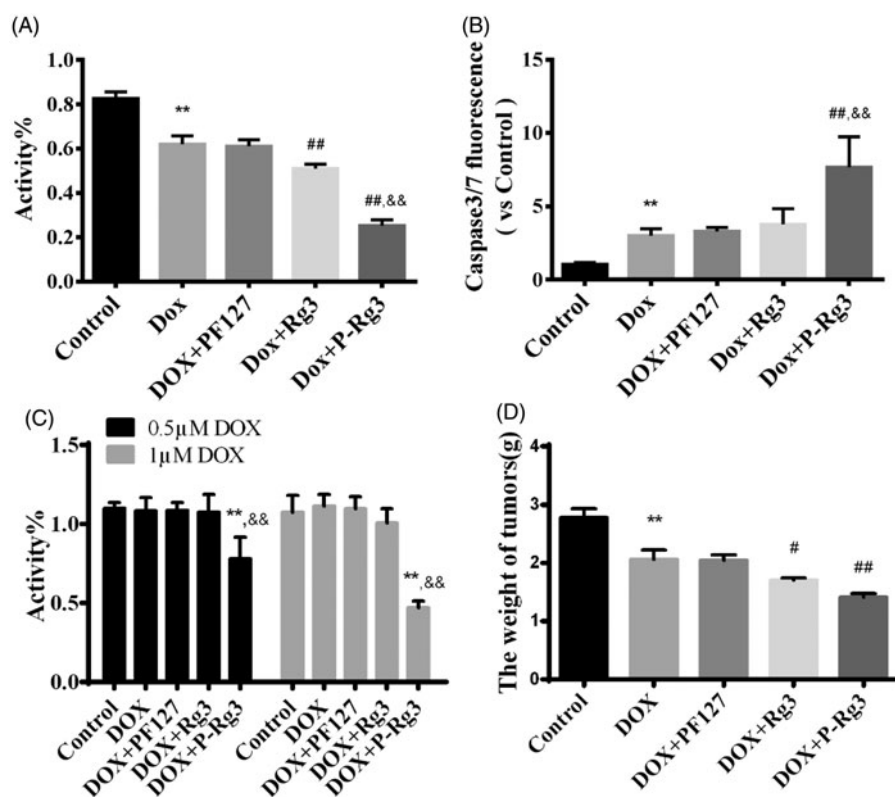 (A)
1.0
0.8
0.6
0.4
0.2
0.0
Activity%
**
##
##,&&
Control
Dox
DOX+PF127
Dox+Rg3
Dox+P-Rg3
(B)
15
10
5
0
Caspase3/7 fluorescence
( vs Control )
**
##,&&
Control
Dox
DOX+PF127
Dox+Rg3
Dox+P-Rg3
(C)
0.5μM DOX
1μM DOX
1.5
1.0
0.5
0.0
Activity%
**,&&
**,&&
Control
DOX
DOX+PF127
DOX+Rg3
DOX+P-Rg3
Control
DOX
DOX+PF127
DOX+Rg3
DOX+P-Rg3
(D)
4
3
2
1
0
The weight of tumors(g)
**
#
##
Control
DOX
DOX+PF127
DOX+Rg3
DOX+P-Rg3